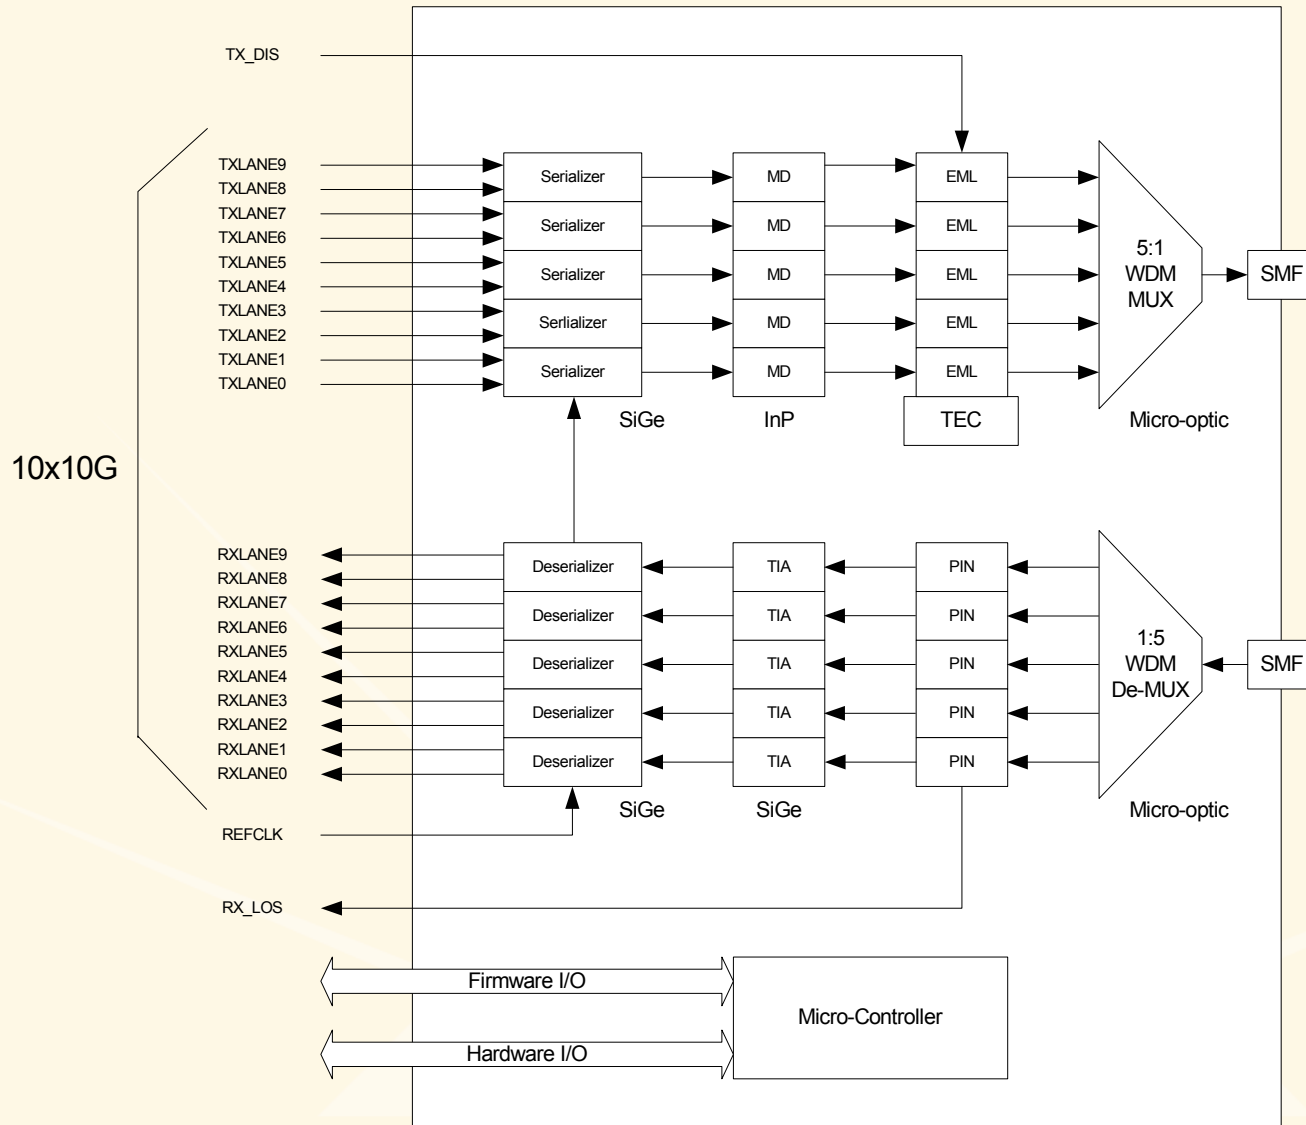 TX_DIS
TXLANE9
TXLANE8
TXLANE7
TXLANE6
TXLANE5
TXLANE4
TXLANE3
TXLANE2
TXLANE1
TXLANE0
Serializer
Serializer
Serializer
Serlializer
Serializer
SiGe
MD
MD
MD
MD
MD
InP
EML
EML
EML
EML
EML
TEC
5:1
WDM
MUX
Micro-optic
SMF
10x10G
RXLANE9
RXLANE8
RXLANE7
RXLANE6
RXLANE5
RXLANE4
RXLANE3
RXLANE2
RXLANE1
RXLANE0
Deserializer
Deserializer
Deserializer
Deserializer
Deserializer
SiGe
TIA
TIA
TIA
TIA
TIA
SiGe
PIN
PIN
PIN
PIN
PIN
1:5
WDM
De-MUX
Micro-optic
SMF
REFCLK
RX_LOS
Firmware I/O
Hardware I/O
Micro-Controller